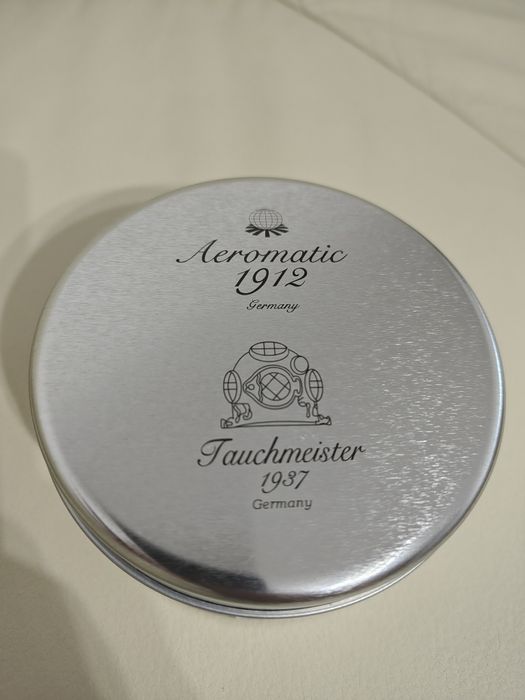 Aeromatic
1912
Germany
Tauchmeister
1937
Germany